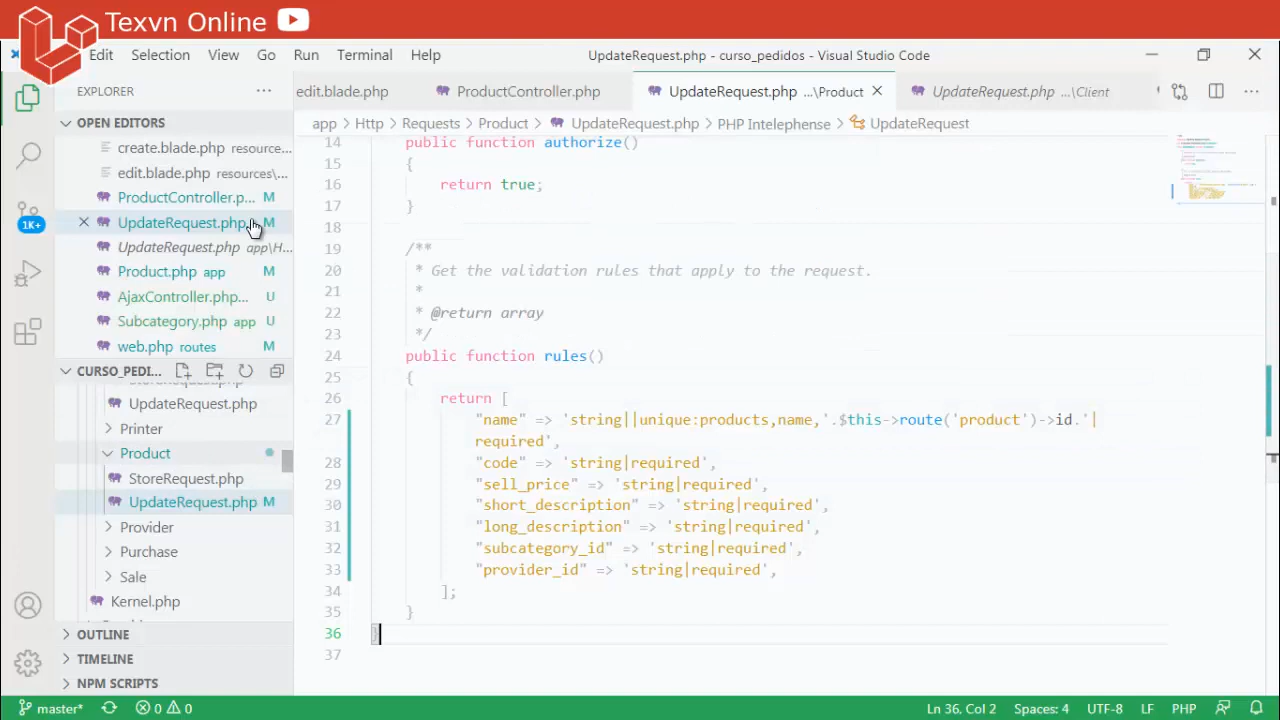 Texvn Online
Edit Selection View Go Run Terminal Help
UpdateRequest.php - curso_pedidos - Visual Studio Code
EXPLORER
edit.blade.php
ProductController.php
UpdateRequest.php ...\Product
UpdateRequest.php ...\Client
OPEN EDITORS
app > Http > Requests > Product > UpdateRequest.php > PHP Intelephense > UpdateRequest
create.blade.php resource...
edit.blade.php resources\...
ProductController.p... M
UpdateRequest.php M
UpdateRequest.php app\H...
Product.php app M
AjaxController.php... U
Subcategory.php app U
web.php routes M
1K+
CURSO_PEDI...
StoreRequest.php
UpdateRequest.php
Printer
Product
StoreRequest.php
UpdateRequest.php M
Provider
Purchase
Sale
Kernel.php
OUTLINE
TIMELINE
NPM SCRIPTS
14 public function authorize()
15 {
16 return true;
17 }
18
19 /**
20 * Get the validation rules that apply to the request.
21 *
22 * @return array
23 */
24 public function rules()
25 {
26 return [
27 "name" => 'string||unique:products,name,'.$this->route('product')->id.'|
required',
28 "code" => 'string|required',
29 "sell_price" => 'string|required',
30 "short_description" => 'string|required',
31 "long_description" => 'string|required',
32 "subcategory_id" => 'string|required',
33 "provider_id" => 'string|required',
34 ];
35 }
36 }
37
master* 0 0 Ln 36, Col 2 Spaces: 4 UTF-8 LF PHP